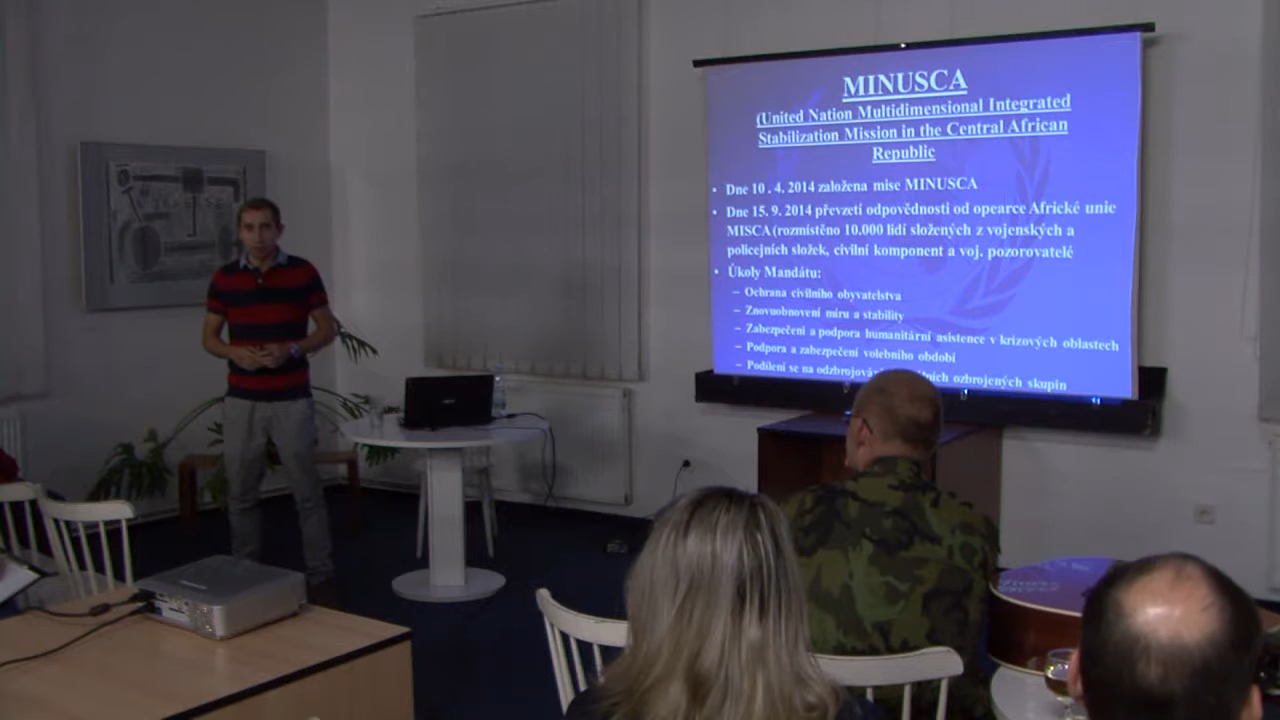 MINUSCA
(United Nation Multidimensional Integrated
Stabilization Mission in the Central African
Republic
• Dne 10 . 4. 2014 založena mise MINUSCA
• Dne 15. 9. 2014 převzetí odpovědnosti od opearce Africké unie
MISCA (rozmístěno 10.000 lidí složených z vojenských a
policejních složek, civilní komponent a voj. pozorovatelé
• Úkoly Mandátu:
– Ochrana civilního obyvatelstva
– Znovuobnovení míru a stability
– Zabezpečení a podpora humanitární asistence v krizových oblastech
– Podpora a zabezpečení volebního období
– Podílení se na ozbrojených skupin